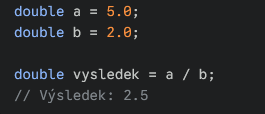 double a = 5.0;
double b = 2.0;
double vysledek = a / b;
// Výsledek: 2.5